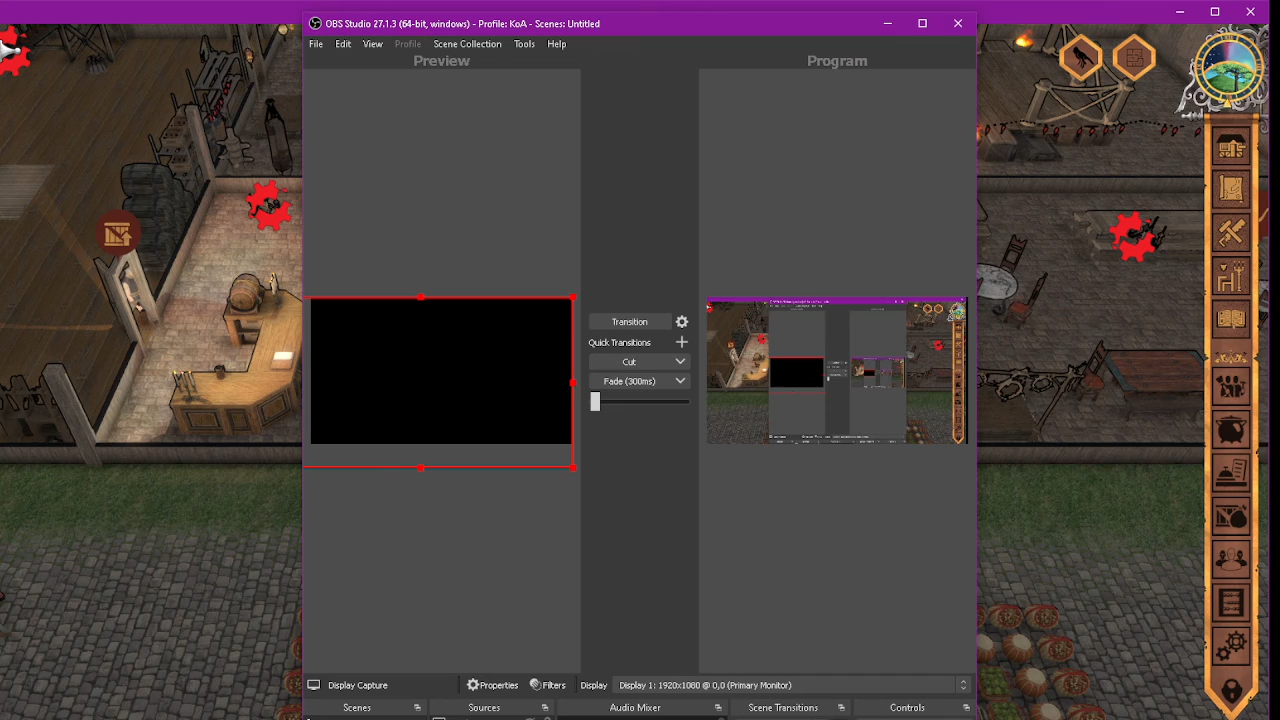 OBS Studio 27.1.3 (64-bit, windows) - Profile: KoA - Scenes: Untitled
File Edit View Profile Scene Collection Tools Help
Preview Program
Transition
Quick Transitions
Cut
Fade (300ms)
Display Capture Properties Filters Display Display 1: 1920x1080 @ 0,0 (Primary Monitor)
Scenes Sources Audio Mixer Scene Transitions Controls